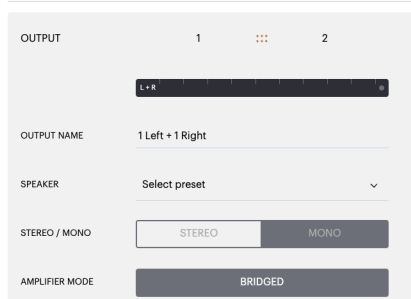 OUTPUT 1 2
L + R
OUTPUT NAME 1 Left + 1 Right
SPEAKER Select preset
STEREO / MONO STEREO MONO
AMPLIFIER MODE BRIDGED